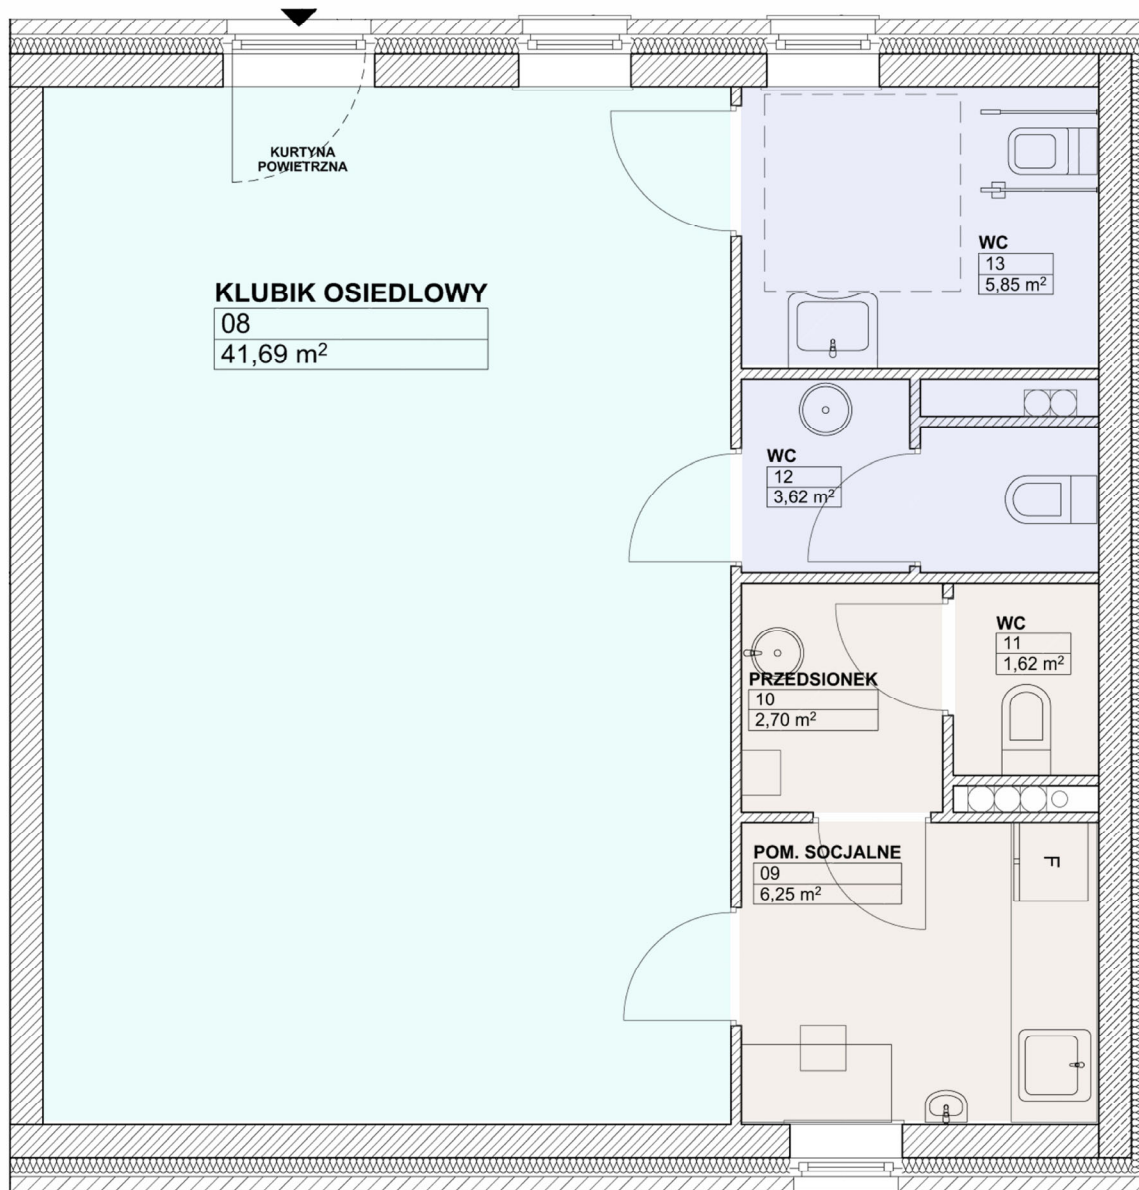 KURTYNA
POWIETRZNA
KLUBIK OSIEDLOWY
08
41,69 m²
WC
13
5,85 m²
WC
12
3,62 m²
WC
11
1,62 m²
PRZEDSIONEK
10
2,70 m²
POM. SOCJALNE
09
6,25 m²
F